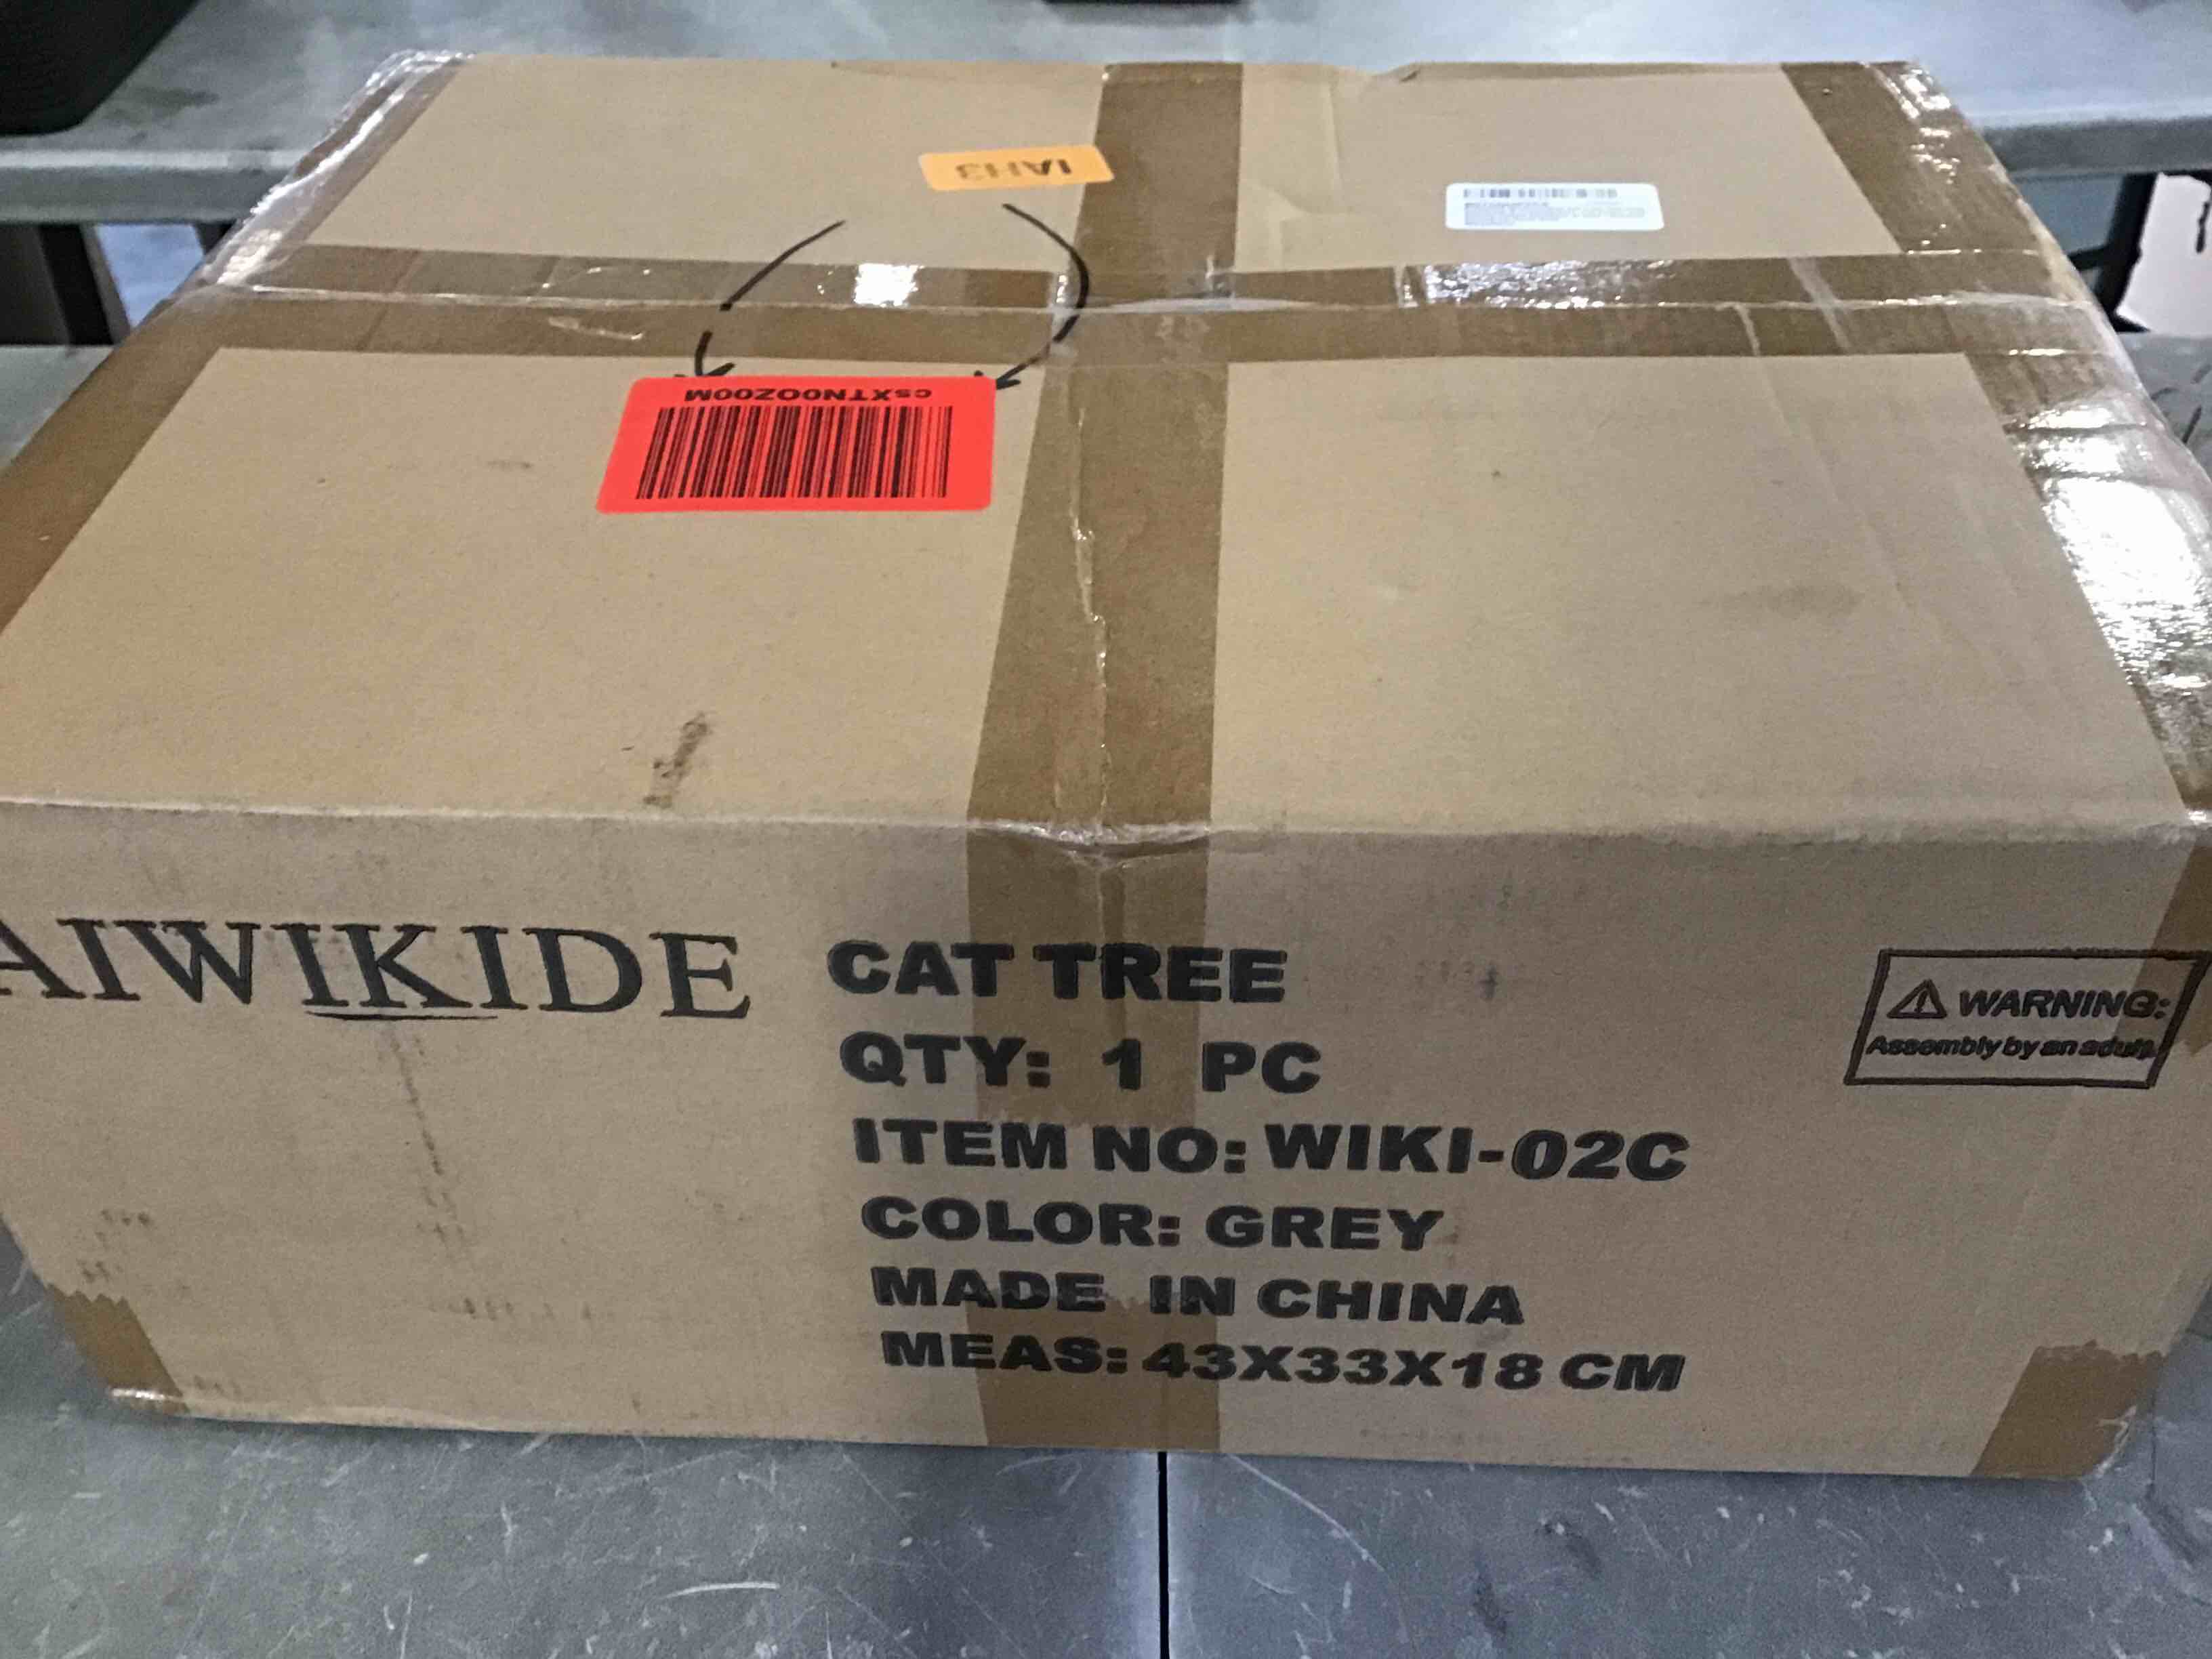 IAH3
csXTN00Z00M
AIWIKIDE
CAT TREE
QTY: 1 PC
ITEM NO: WIKI-02C
COLOR: GREY
MADE IN CHINA
MEAS: 43X33X18 CM
WARNING:
Assembly by an adult